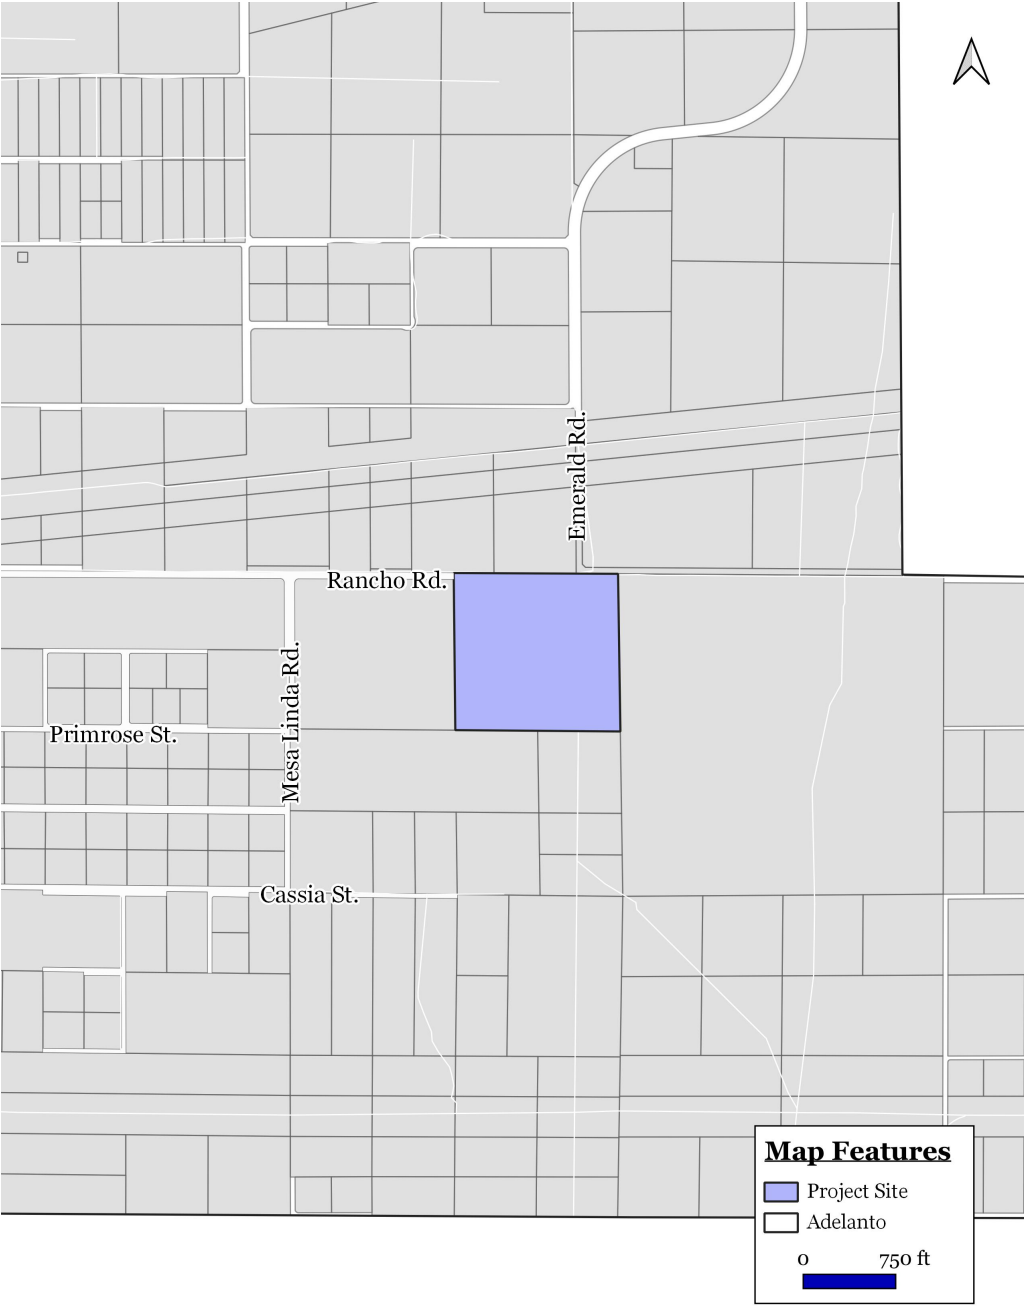 Emerald Rd.
Rancho Rd.
Mesa Linda Rd.
Primrose St.
Cassia St.
Map Features
Project Site
Adelanto
0 750 ft